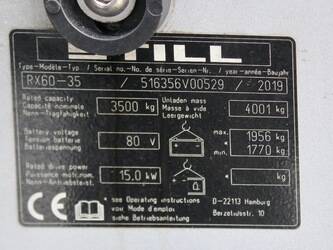 STILL
Type-Modèle-Typ / Serial no.-No. de série-Serien-Nr. / year-année-Baujahr
RX60-35 / 516356V00529 / 2019
Rated capacity
Capacité nominale
Nenn-Tragfähigkeit
3500 kg
Unladen mass
Masse à vide
Leergewicht
4001 kg
Battery voltage
Tension batterie
Batteriespannung
80 V
max. 1956 kg
min. 1770 kg
Rated drive power
Puissance motr.nom.
Nenn-Antriebsleist.
15.0 kW
kg
CE
* see Operating instructions
voir Mode d'emploi
siehe Betriebsanleitung
D-22113 Hamburg
Berzeliusstr. 10